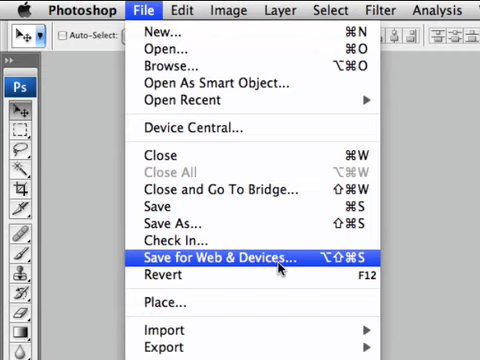 Photoshop File Edit Image Layer Select Filter Analysis
Auto-Select:
Ps
New... ⌘N
Open... ⌘O
Browse... ⌥⌘O
Open As Smart Object...
Open Recent
Device Central...
Close ⌘W
Close All ⌥⌘W
Close and Go To Bridge... ⇧⌘W
Save ⌘S
Save As... ⇧⌘S
Check In...
Save for Web & Devices... ⌥⇧⌘S
Revert F12
Place...
Import
Export